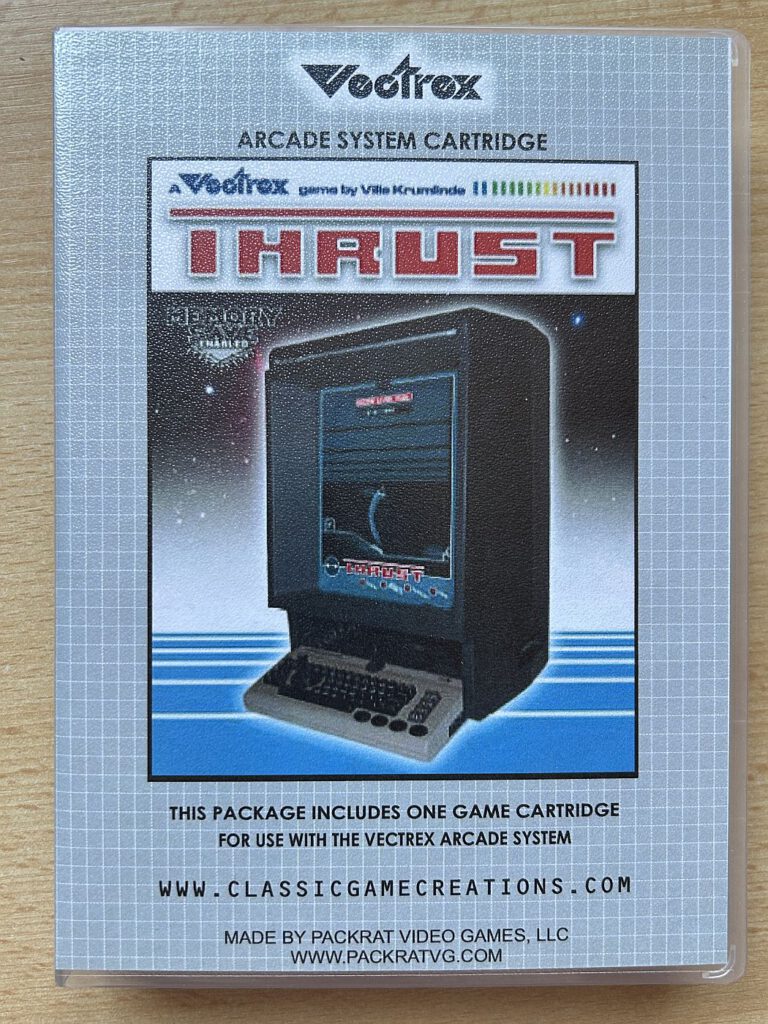 Vectrex
ARCADE SYSTEM CARTRIDGE
A Vectrex game by Ville Krumlinde
THRUST
MEMORY
SAVE
ENABLED
THRUST
THIS PACKAGE INCLUDES ONE GAME CARTRIDGE
FOR USE WITH THE VECTREX ARCADE SYSTEM
WWW.CLASSICGAMECREATIONS.COM
MADE BY PACKRAT VIDEO GAMES, LLC
WWW.PACKRATVG.COM